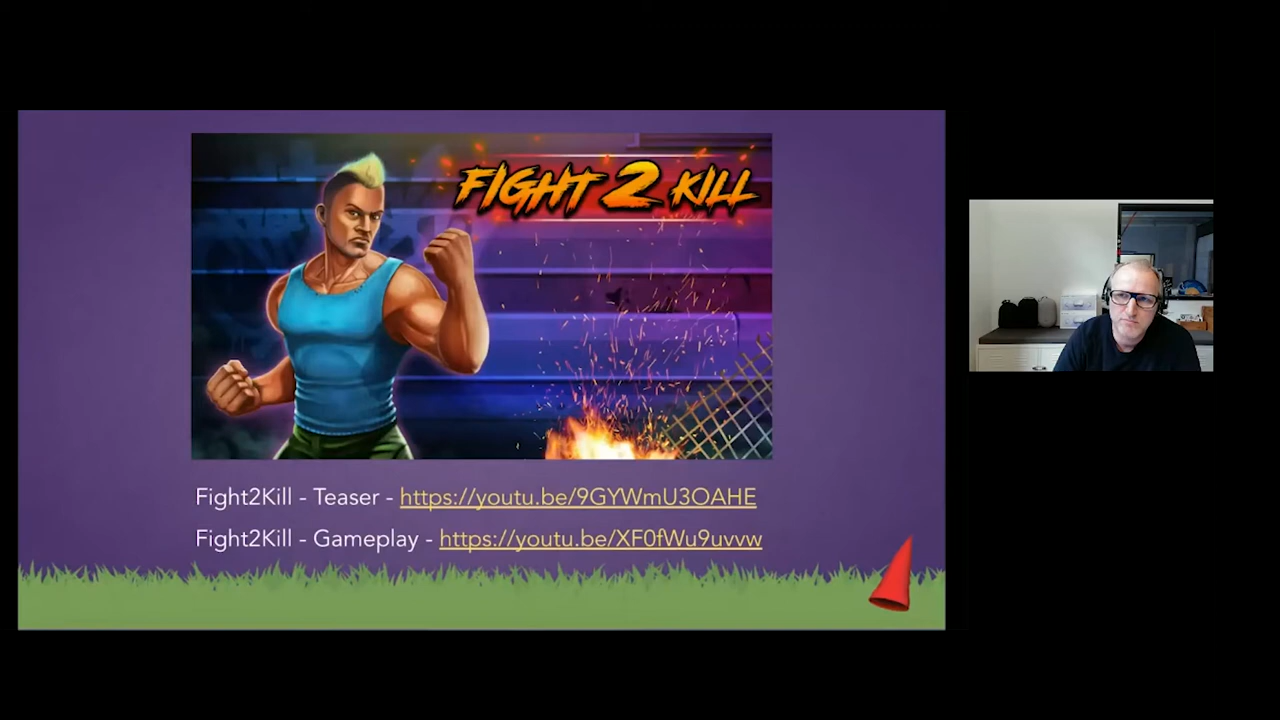 FIGHT 2 KILL
Fight2Kill - Teaser - https://youtu.be/9GYWmU3OAHE
Fight2Kill - Gameplay - https://youtu.be/XF0fWu9uvvw